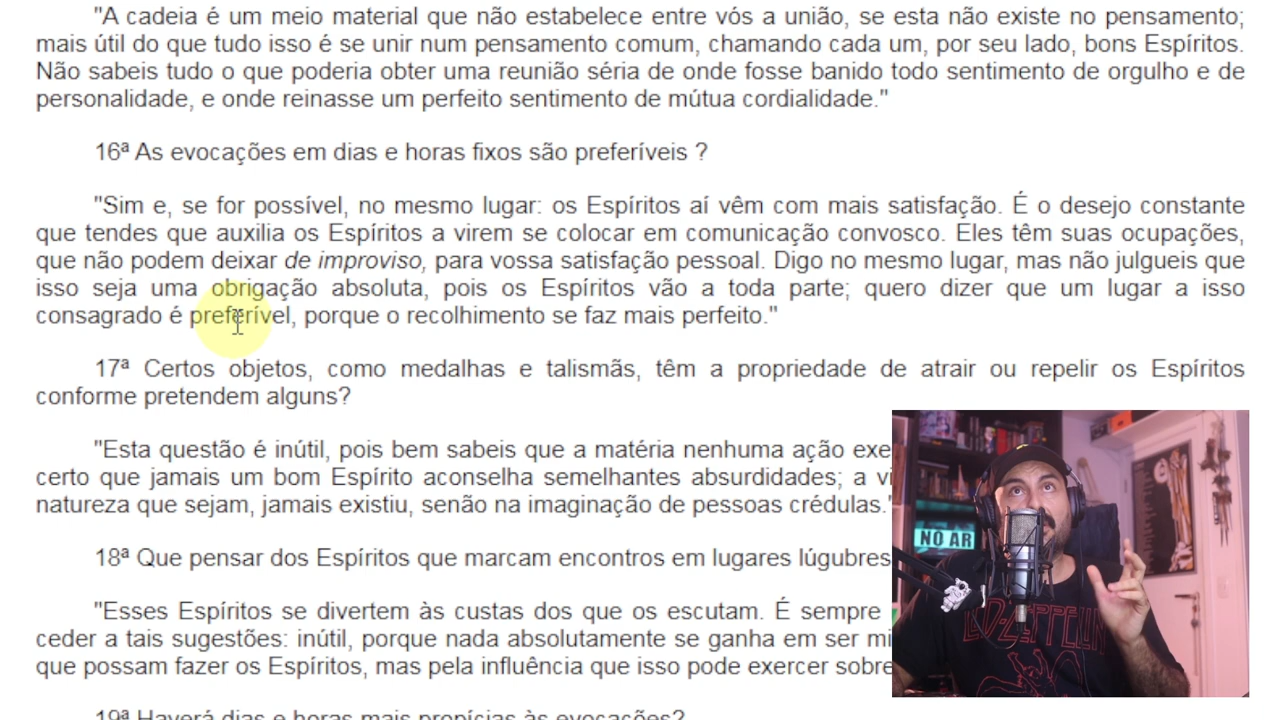 "A cadeia é um meio material que não estabelece entre vós a união, se esta não existe no pensamento;
mais útil do que tudo isso é se unir num pensamento comum, chamando cada um, por seu lado, bons Espíritos.
Não sabeis tudo o que poderia obter uma reunião séria de onde fosse banido todo sentimento de orgulho e de
personalidade, e onde reinasse um perfeito sentimento de mútua cordialidade."
16ª As evocações em dias e horas fixos são preferíveis ?
"Sim e, se for possível, no mesmo lugar: os Espíritos aí vêm com mais satisfação. É o desejo constante
que tendes que auxilia os Espíritos a virem se colocar em comunicação convosco. Eles têm suas ocupações,
que não podem deixar de improviso, para vossa satisfação pessoal. Digo no mesmo lugar, mas não julgueis que
isso seja uma obrigação absoluta, pois os Espíritos vão a toda parte; quero dizer que um lugar a isso
consagrado é preferível, porque o recolhimento se faz mais perfeito."
17ª Certos objetos, como medalhas e talismãs, têm a propriedade de atrair ou repelir os Espíritos
conforme pretendem alguns?
"Esta questão é inútil, pois bem sabeis que a matéria nenhuma ação exe
certo que jamais um bom Espírito aconselha semelhantes absurdidades; a vi
natureza que sejam, jamais existiu, senão na imaginação de pessoas crédulas.
18ª Que pensar dos Espíritos que marcam encontros em lugares lúgubres
"Esses Espíritos se divertem às custas dos que os escutam. É sempre
ceder a tais sugestões: inútil, porque nada absolutamente se ganha em ser mi
que possam fazer os Espíritos, mas pela influência que isso pode exercer sobre
19ª Haverá dias e horas mais propícias às evocações?
NO AR
LED ZEPPELIN